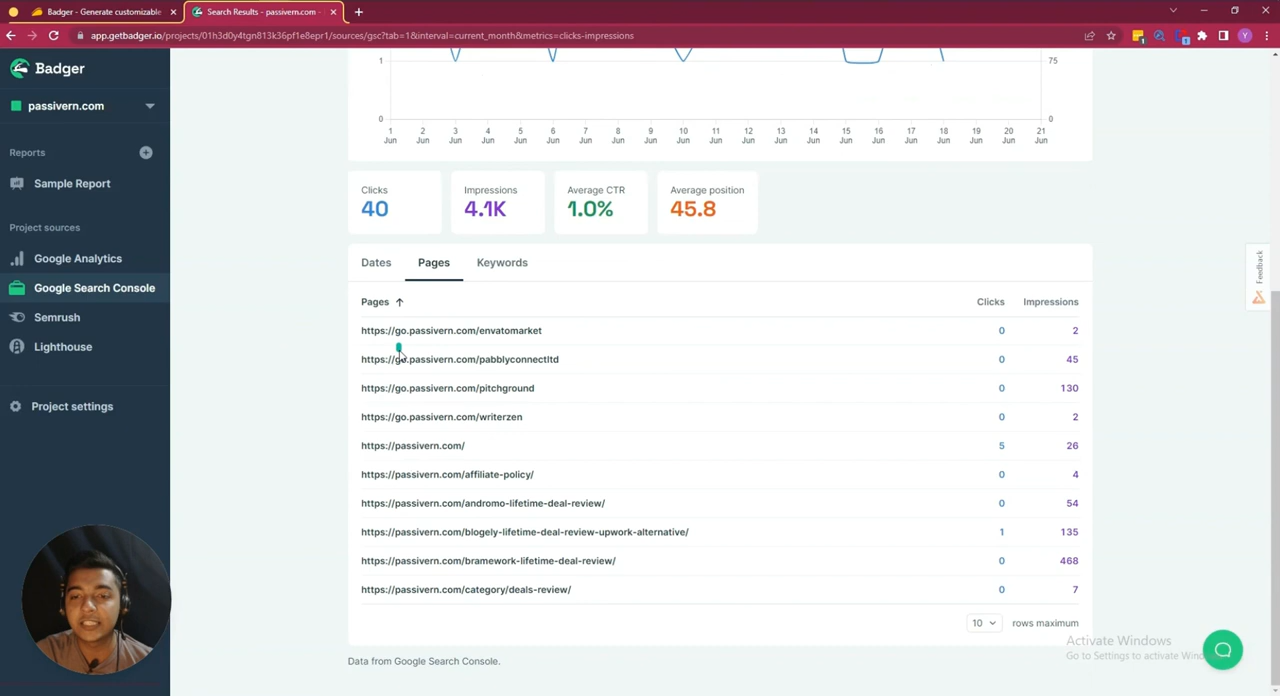 Badger - Generate customizable
Search Results - passivern.com -
app.getbadger.io/projects/01h3d0y4tgn813k36pf1e8epr1/sources/gsc?tab=1&interval=current_month&metrics=clicks-impressions
Y
Badger
passivern.com
Reports
Sample Report
Project sources
Google Analytics
Google Search Console
Semrush
Lighthouse
Project settings
1
75
0
0
1 2 3 4 5 6 7 8 9 10 11 12 13 14 15 16 17 18 19 20 21
Jun Jun Jun Jun Jun Jun Jun Jun Jun Jun Jun Jun Jun Jun Jun Jun Jun Jun Jun Jun Jun
Clicks Impressions Average CTR Average position
40 4.1K 1.0% 45.8
Dates Pages Keywords
Pages Clicks Impressions
https://go.passivern.com/envatomarket 0 2
https://go.passivern.com/pabblyconnectltd 0 45
https://go.passivern.com/pitchground 0 130
https://go.passivern.com/writerzen 0 2
https://passivern.com/ 5 26
https://passivern.com/affiliate-policy/ 0 4
https://passivern.com/andromo-lifetime-deal-review/ 0 54
https://passivern.com/blogely-lifetime-deal-review-upwork-alternative/ 1 135
https://passivern.com/bramework-lifetime-deal-review/ 0 468
https://passivern.com/category/deals-review/ 0 7
10 rows maximum
Data from Google Search Console.
Feedback
Activate Windows
Go to Settings to activate